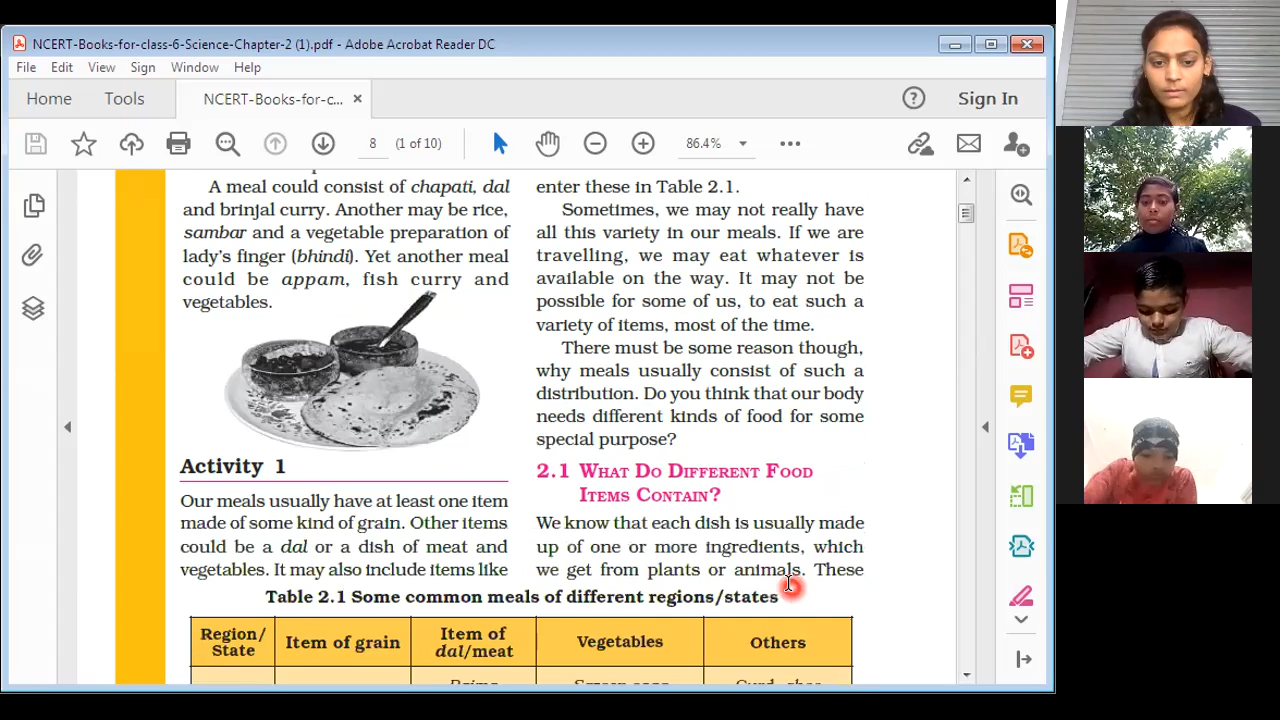 NCERT-Books-for-class-6-Science-Chapter-2 (1).pdf - Adobe Acrobat Reader DC
File Edit View Sign Window Help
Home Tools NCERT-Books-for-c...
Sign In
8 (1 of 10) 86.4%
A meal could consist of chapati, dal
and brinjal curry. Another may be rice,
sambar and a vegetable preparation of
lady's finger (bhindi). Yet another meal
could be appam, fish curry and
vegetables.
Activity 1
Our meals usually have at least one item
made of some kind of grain. Other items
could be a dal or a dish of meat and
vegetables. It may also include items like
enter these in Table 2.1.
Sometimes, we may not really have
all this variety in our meals. If we are
travelling, we may eat whatever is
available on the way. It may not be
possible for some of us, to eat such a
variety of items, most of the time.
There must be some reason though,
why meals usually consist of such a
distribution. Do you think that our body
needs different kinds of food for some
special purpose?
2.1 What Do Different Food
Items Contain?
We know that each dish is usually made
up of one or more ingredients, which
we get from plants or animals. These
Table 2.1 Some common meals of different regions/states
Region/
State
Item of grain
Item of
dal/meat
Vegetables
Others